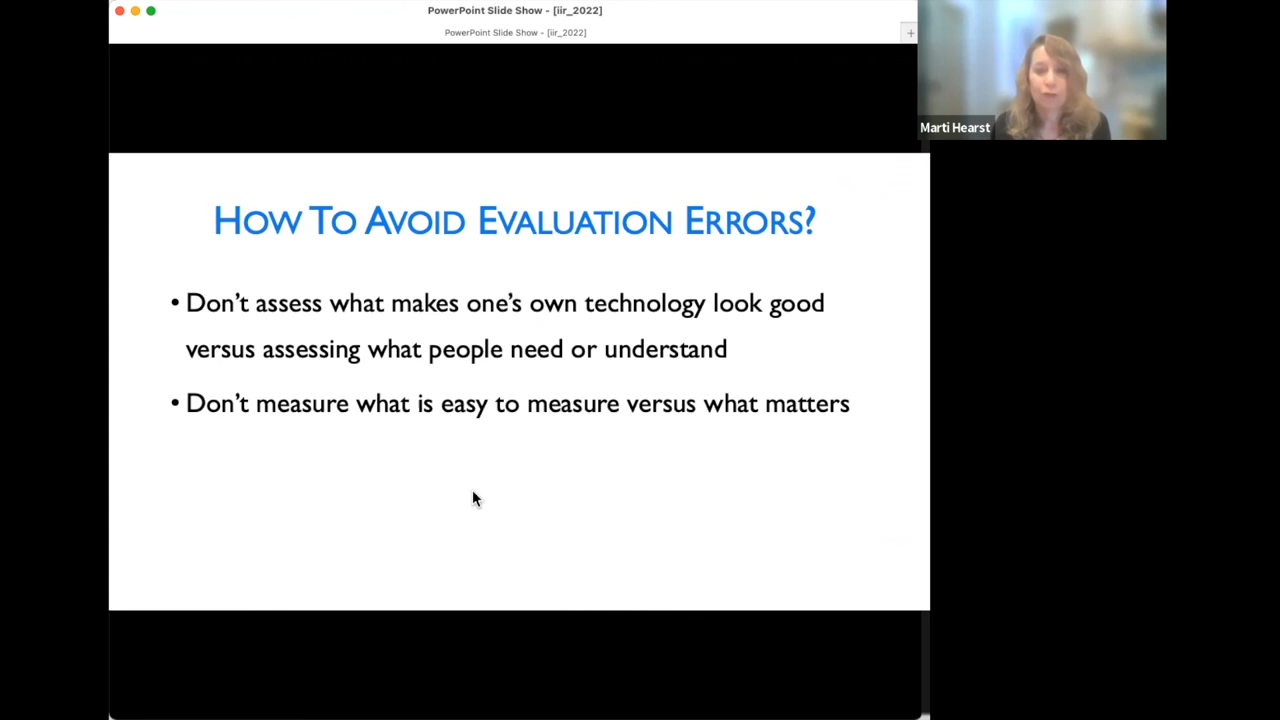 PowerPoint Slide Show - [iir_2022]
PowerPoint Slide Show - [iir_2022]
+
Marti Hearst
HOW TO AVOID EVALUATION ERRORS?
• Don’t assess what makes one’s own technology look good
versus assessing what people need or understand
• Don’t measure what is easy to measure versus what matters